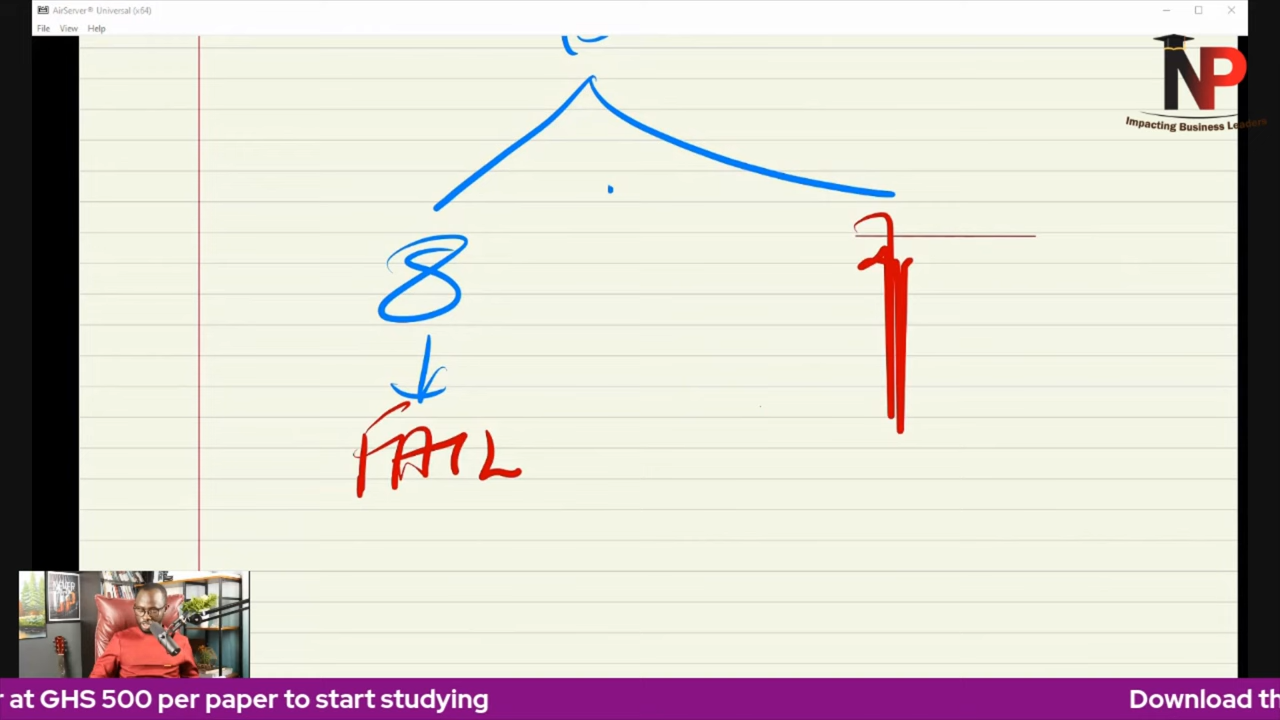 AirServer® Universal (x64)
File View Help
NP
Impacting Business Leaders
8
FAIL
at GHS 500 per paper to start studying
Download th